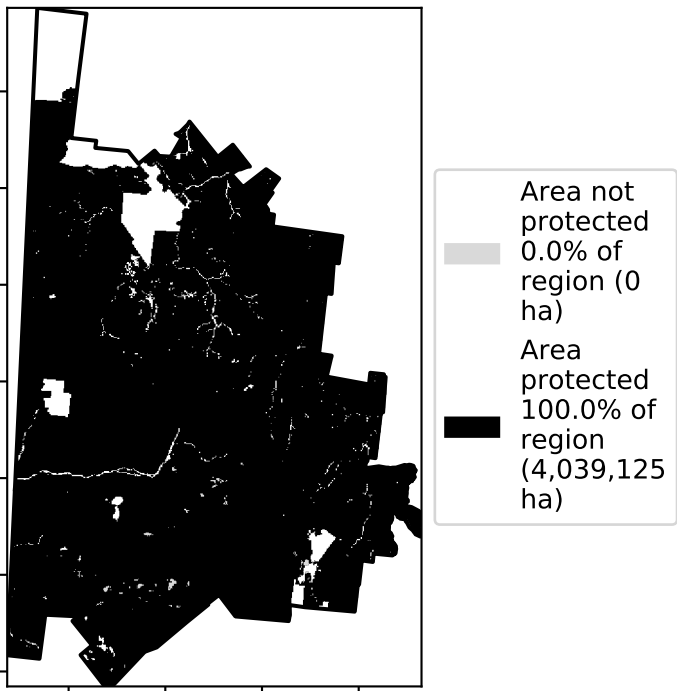 Area not
protected
0.0% of
region (0
ha)
Area
protected
100.0% of
region
(4,039,125
ha)